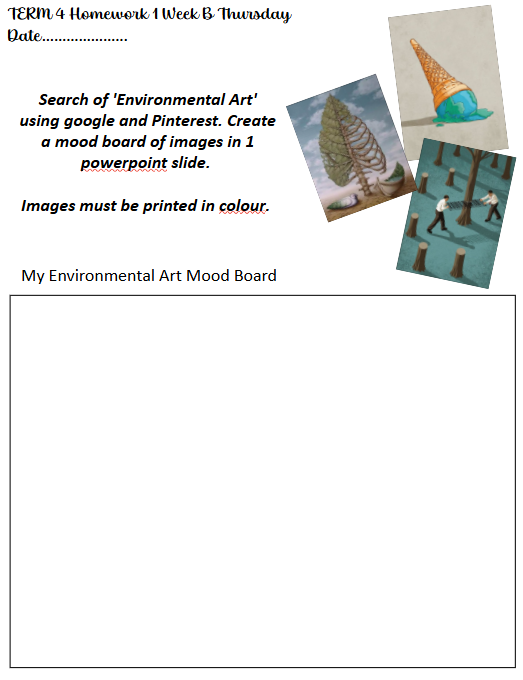 TERM 4 Homework 1 Week B Thursday
Date.....................
Search of 'Environmental Art'
using google and Pinterest. Create
a mood board of images in 1
powerpoint slide.
Images must be printed in colour.
My Environmental Art Mood Board